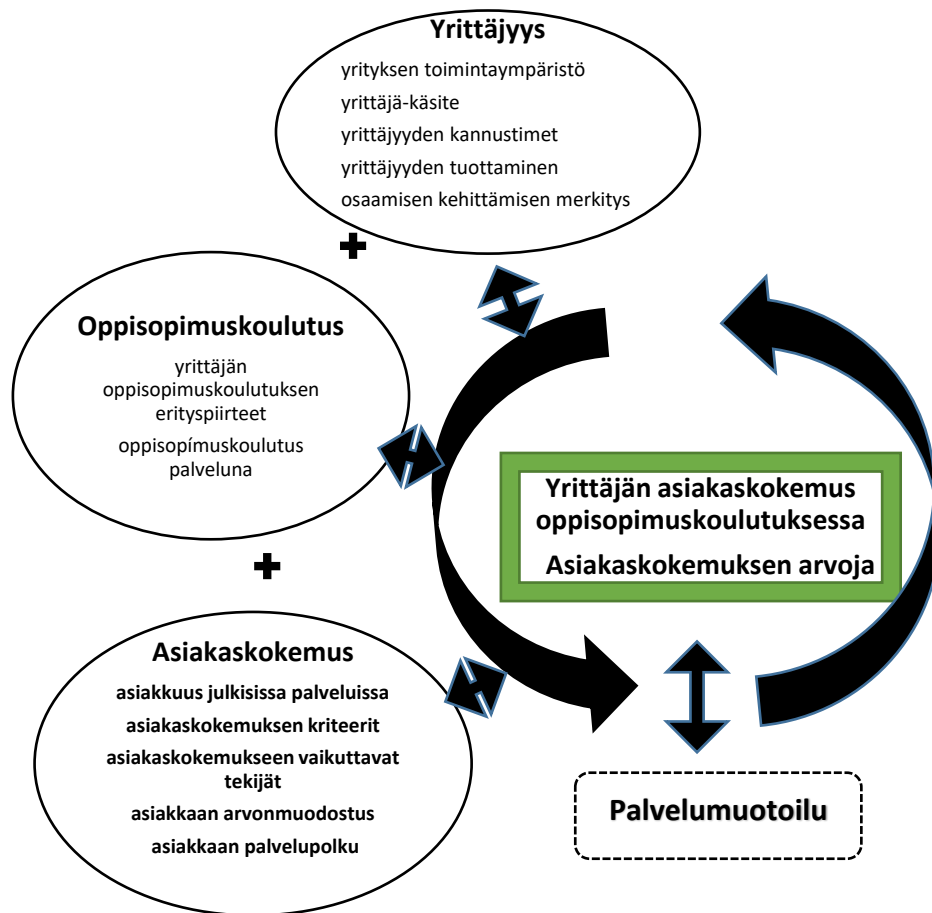 Yrittäjyys
yrityksen toimintaympäristö
yrittäjä-käsite
yrittäjyyden kannustimet
yrittäjyyden tuottaminen
osaamisen kehittämisen merkitys
Oppisopimuskoulutus
yrittäjän
oppisopimuskoulutuksen
erityspiirteet
oppisopímuskoulutus
palveluna
Yrittäjän asiakaskokemus
oppisopimuskoulutuksessa
Asiakaskokemuksen arvoja
Asiakaskokemus
asiakkuus julkisissa palveluissa
asiakaskokemuksen kriteerit
asiakaskokemukseen vaikuttavat
tekijät
asiakkaan arvonmuodostus
asiakkaan palvelupolku
Palvelumuotoilu